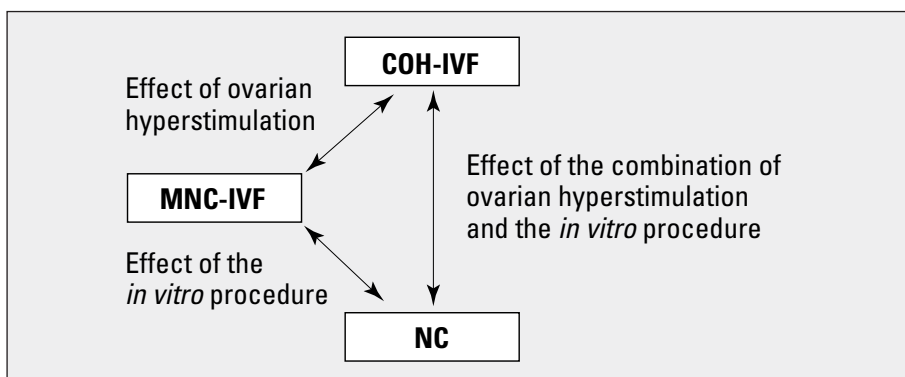 COH-IVF
Effect of ovarian
hyperstimulation
Effect of the combination of
ovarian hyperstimulation
and the in vitro procedure
MNC-IVF
Effect of the
in vitro procedure
NC